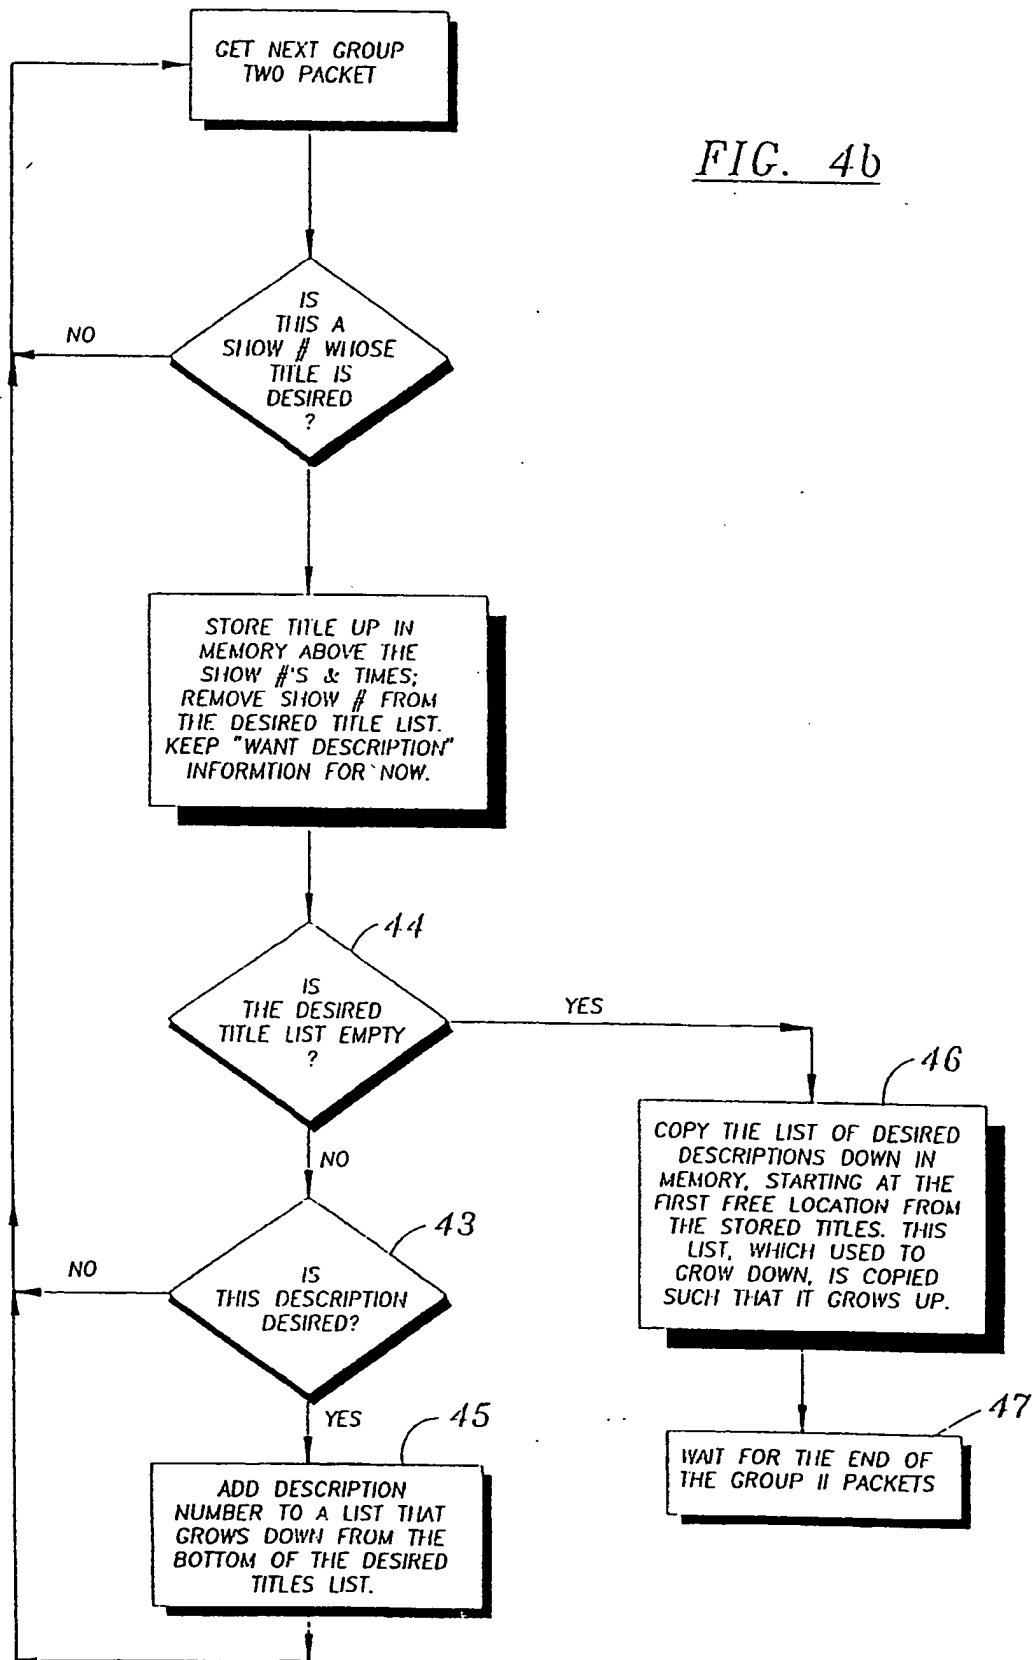 GET NEXT GROUP
TWO PACKET
FIG. 4b
IS
THIS A
SHOW # WHOSE
TITLE IS
DESIRED
?
NO
STORE TITLE UP IN
MEMORY ABOVE THE
SHOW #'S & TIMES;
REMOVE SHOW # FROM
THE DESIRED TITLE LIST.
KEEP "WANT DESCRIPTION"
INFORMTION FOR NOW.
44
IS
THE DESIRED
TITLE LIST EMPTY
?
YES
NO
46
COPY THE LIST OF DESIRED
DESCRIPTIONS DOWN IN
MEMORY, STARTING AT THE
FIRST FREE LOCATION FROM
THE STORED TITLES. THIS
LIST, WHICH USED TO
GROW DOWN, IS COPIED
SUCH THAT IT GROWS UP.
43
IS
THIS DESCRIPTION
DESIRED?
NO
YES
47
WAIT FOR THE END OF
THE GROUP II PACKETS
45
ADD DESCRIPTION
NUMBER TO A LIST THAT
GROWS DOWN FROM THE
BOTTOM OF THE DESIRED
TITLES LIST.